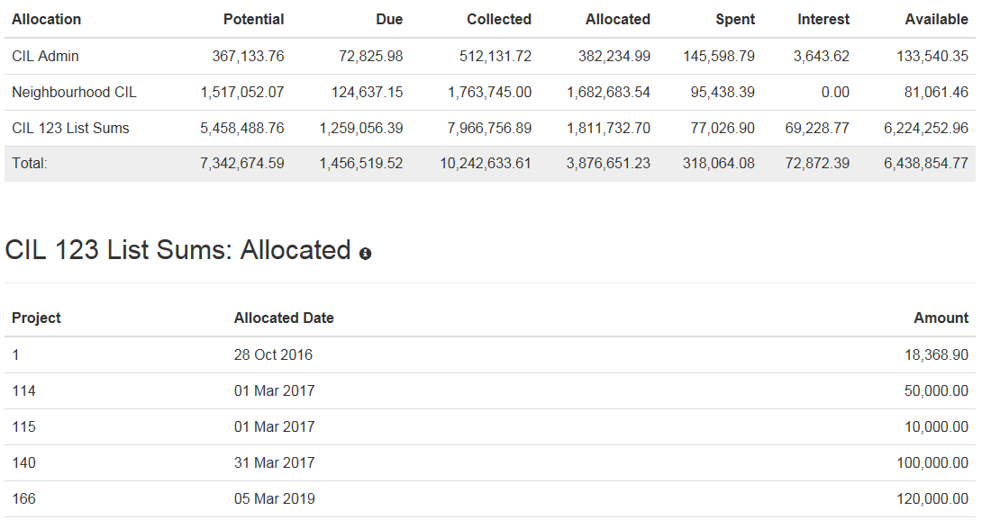 Allocation Potential Due Collected Allocated Spent Interest Available
CIL Admin 367,133.76 72,825.98 512,131.72 382,234.99 145,598.79 3,643.62 133,540.35
Neighbourhood CIL 1,517,052.07 124,637.15 1,763,745.00 1,682,683.54 95,438.39 0.00 81,061.46
CIL 123 List Sums 5,458,488.76 1,259,056.39 7,966,756.89 1,811,732.70 77,026.90 69,228.77 6,224,252.96
Total: 7,342,674.59 1,456,519.52 10,242,633.61 3,876,651.23 318,064.08 72,872.39 6,438,854.77
CIL 123 List Sums: Allocated
Project Allocated Date Amount
1 28 Oct 2016 18,368.90
114 01 Mar 2017 50,000.00
115 01 Mar 2017 10,000.00
140 31 Mar 2017 100,000.00
166 05 Mar 2019 120,000.00